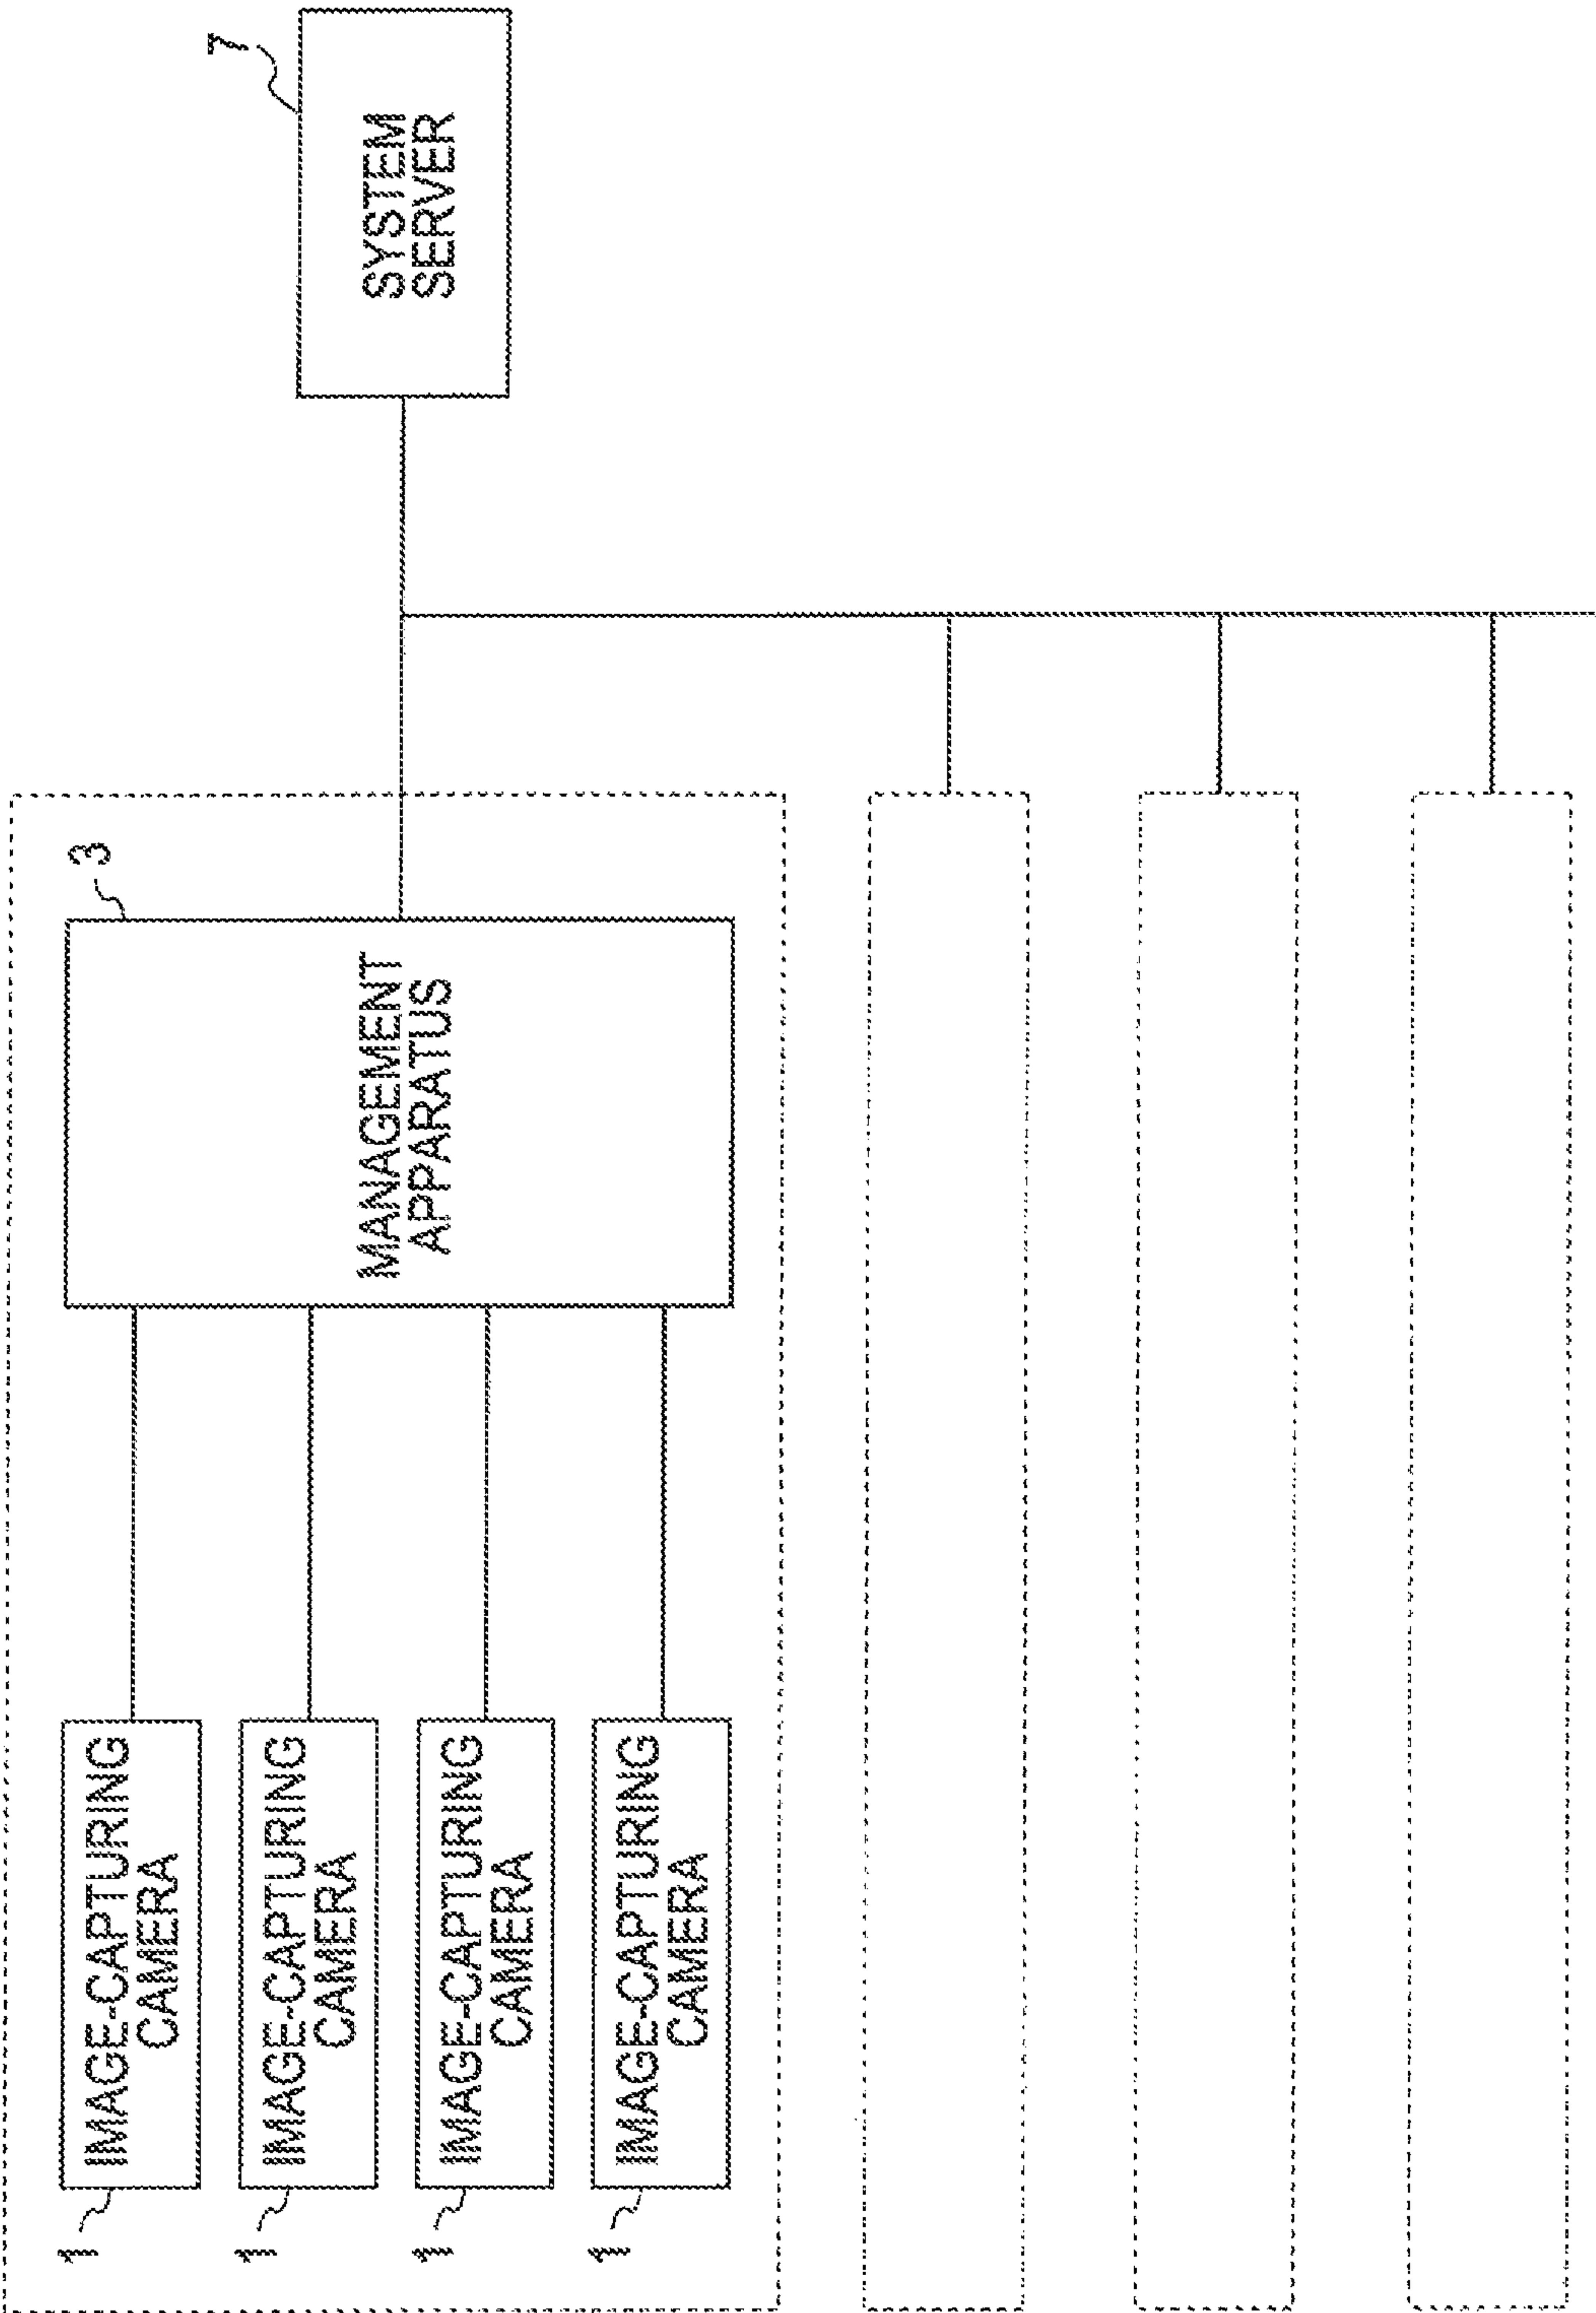 1
IMAGE-CAPTURING
CAMERA
1
IMAGE-CAPTURING
CAMERA
1
IMAGE-CAPTURING
CAMERA
1
IMAGE-CAPTURING
CAMERA
3
MANAGEMENT
APPARATUS
7
SYSTEM
SERVER